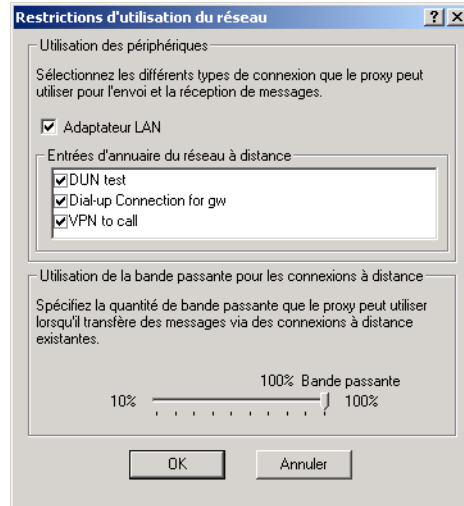 Restrictions d'utilisation du réseau
Utilisation des périphériques
Sélectionnez les différents types de connexion que le proxy peut
utiliser pour l'envoi et la réception de messages.
Adaptateur LAN
Entrées d'annuaire du réseau à distance
DUN test
Dial-up Connection for gw
VPN to call
Utilisation de la bande passante pour les connexions à distance
Spécifiez la quantité de bande passante que le proxy peut utiliser
lorsqu'il transfère des messages via des connexions à distance
existantes.
100% Bande passante
10% 100%
OK Annuler